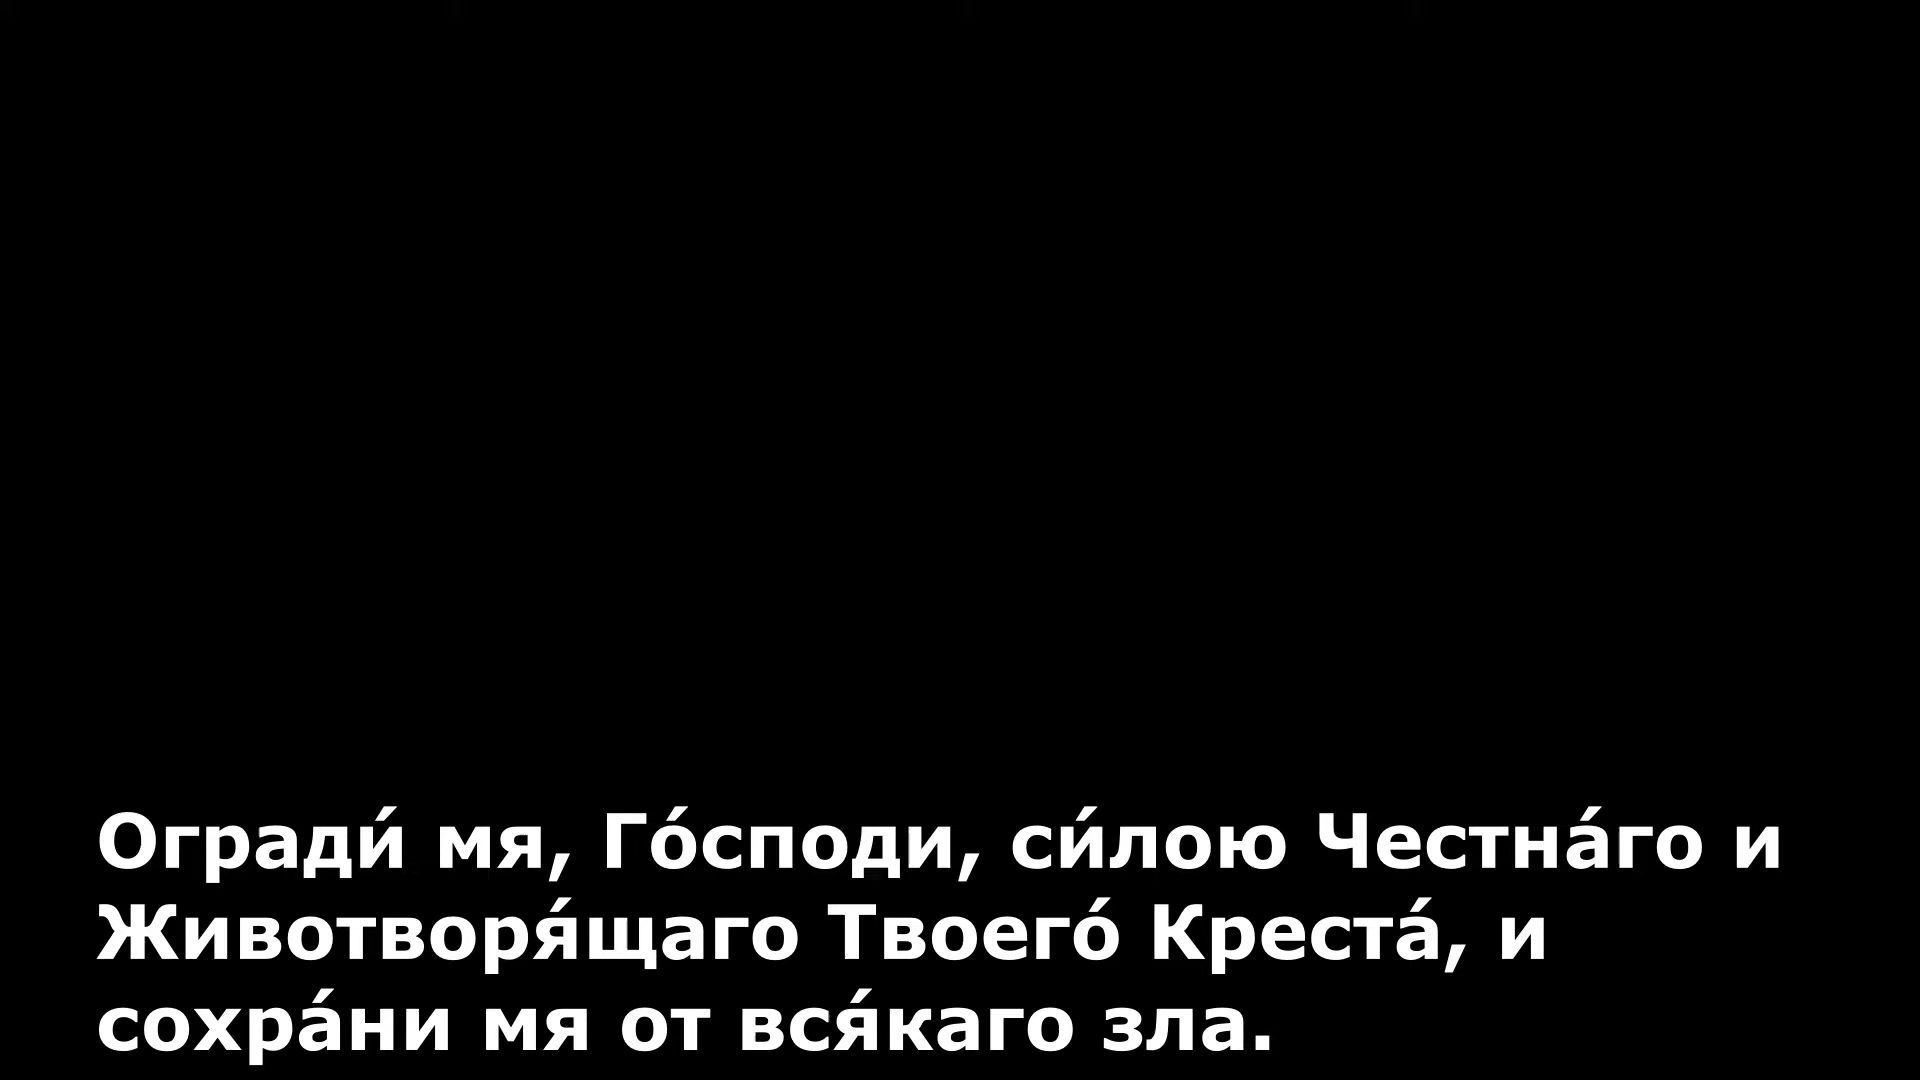 Огради́ мя, Го́споди, си́лою Честна́го и
Животворя́щаго Твоего́ Креста́, и
сохра́ни мя от вся́каго зла.